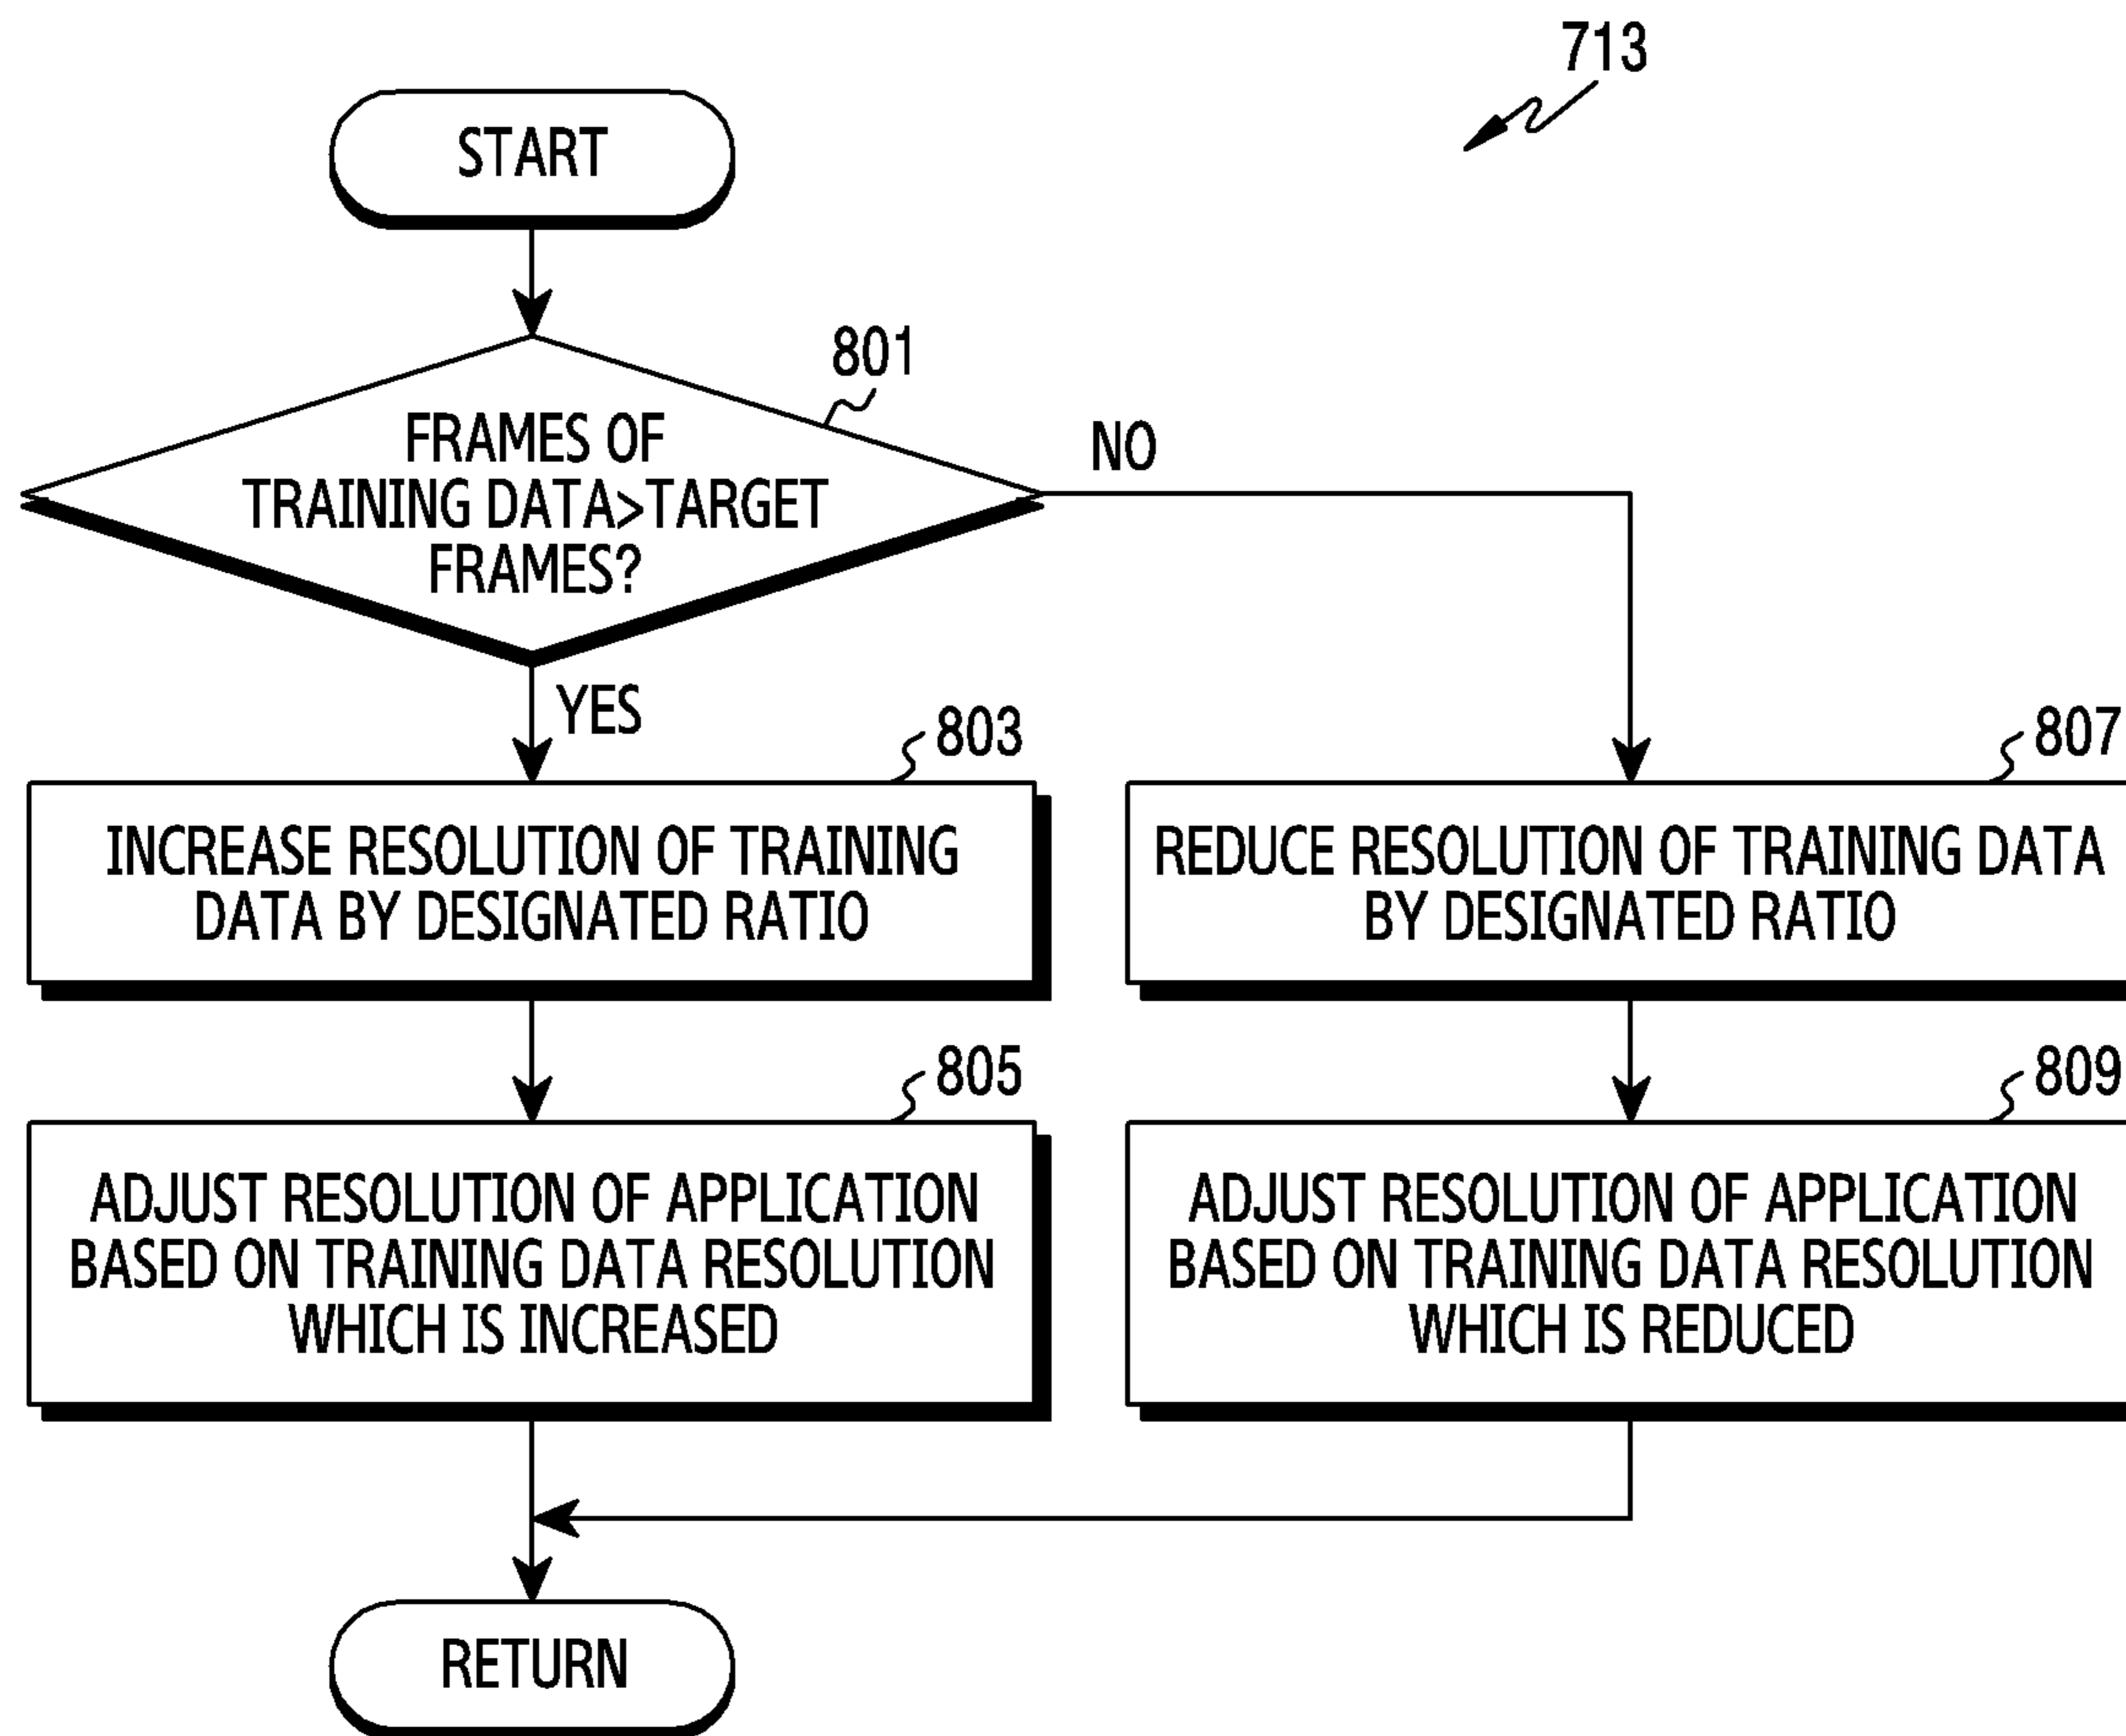 713
START
801
FRAMES OF
TRAINING DATA>TARGET
FRAMES?
NO
YES
803
INCREASE RESOLUTION OF TRAINING
DATA BY DESIGNATED RATIO
807
REDUCE RESOLUTION OF TRAINING DATA
BY DESIGNATED RATIO
805
ADJUST RESOLUTION OF APPLICATION
BASED ON TRAINING DATA RESOLUTION
WHICH IS INCREASED
809
ADJUST RESOLUTION OF APPLICATION
BASED ON TRAINING DATA RESOLUTION
WHICH IS REDUCED
RETURN